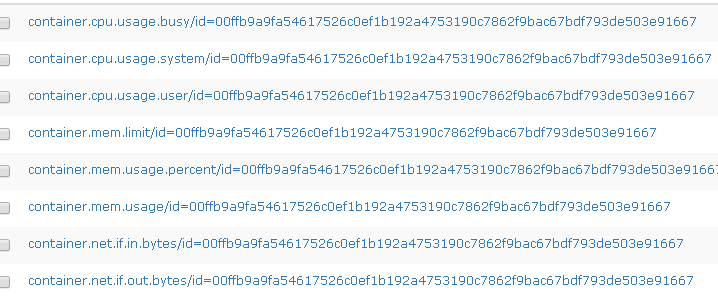 container.cpu.usage.busy/id=00ffb9a9fa54617526c0ef1b192a4753190c7862f9bac67bdf793de503e91667
container.cpu.usage.system/id=00ffb9a9fa54617526c0ef1b192a4753190c7862f9bac67bdf793de503e91667
container.cpu.usage.user/id=00ffb9a9fa54617526c0ef1b192a4753190c7862f9bac67bdf793de503e91667
container.mem.limit/id=00ffb9a9fa54617526c0ef1b192a4753190c7862f9bac67bdf793de503e91667
container.mem.usage.percent/id=00ffb9a9fa54617526c0ef1b192a4753190c7862f9bac67bdf793de503e91667
container.mem.usage/id=00ffb9a9fa54617526c0ef1b192a4753190c7862f9bac67bdf793de503e91667
container.net.if.in.bytes/id=00ffb9a9fa54617526c0ef1b192a4753190c7862f9bac67bdf793de503e91667
container.net.if.out.bytes/id=00ffb9a9fa54617526c0ef1b192a4753190c7862f9bac67bdf793de503e91667